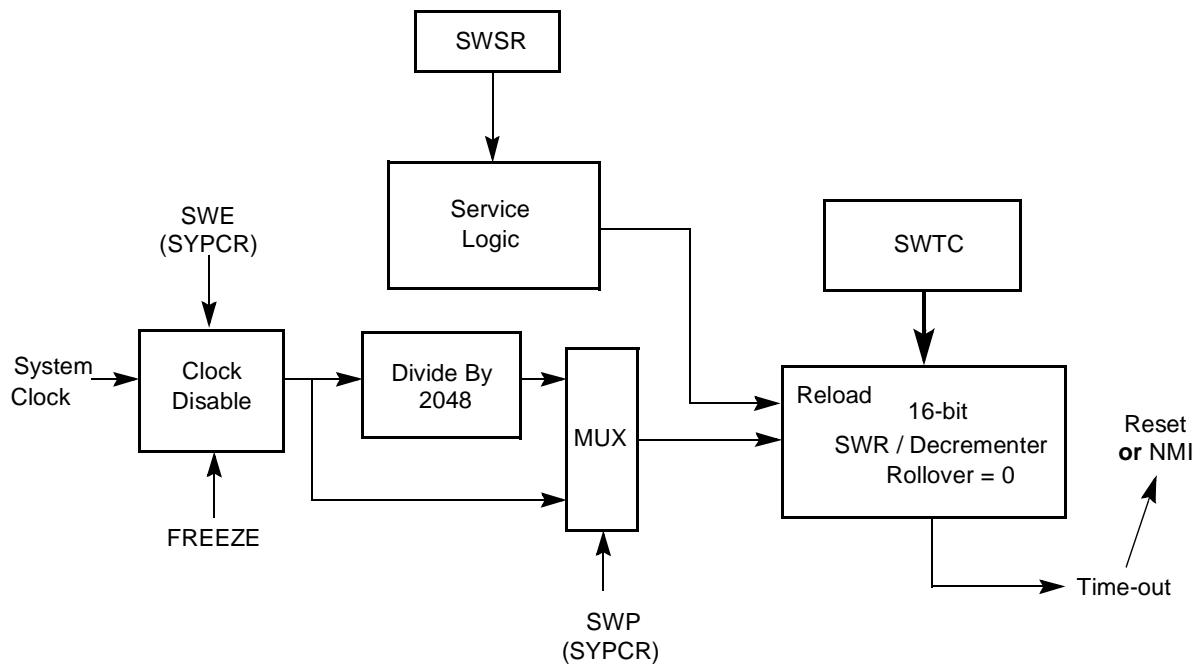 SWSR
Service
Logic
SWE
(SYPCR)
SWTC
System
Clock
Clock
Disable
Divide By
2048
MUX
Reload
16-bit
SWR / Decrementer
Rollover = 0
Reset
or NMI
FREEZE
Time-out
SWP
(SYPCR)